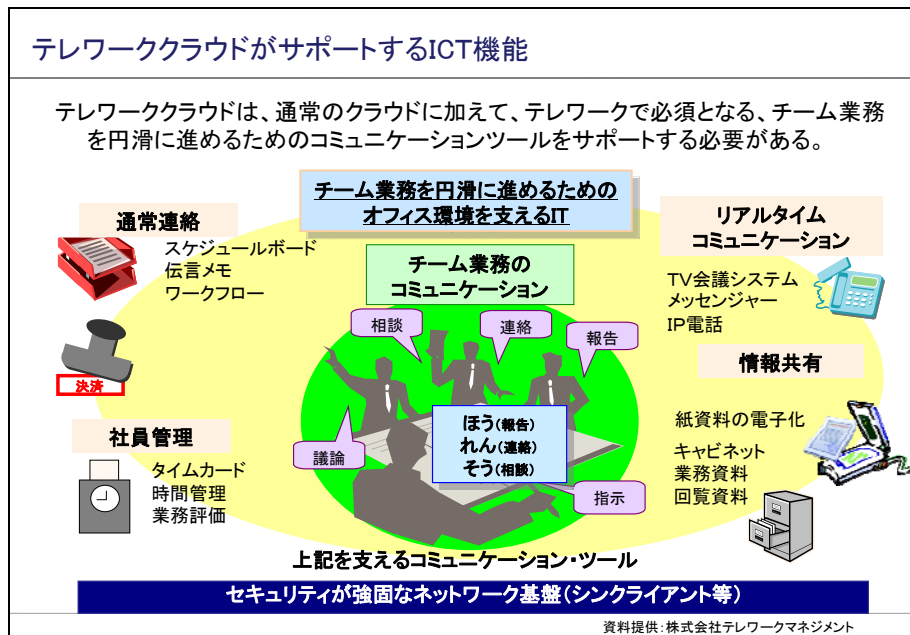 テレワーククラウドがサポートするICT機能
テレワーククラウドは、通常のクラウドに加えて、テレワークで必須となる、チーム業務
を円滑に進めるためのコミュニケーションツールをサポートする必要がある。
チーム業務を円滑に進めるための
オフィス環境を支えるIT
通常連絡
スケジュールボード
伝言メモ
ワークフロー
決済
社員管理
タイムカード
時間管理
業務評価
チーム業務の
コミュニケーション
相談
連絡
報告
議論
指示
ほう(報告)
れん(連絡)
そう(相談)
リアルタイム
コミュニケーション
TV会議システム
メッセンジャー
IP電話
情報共有
紙資料の電子化
キャビネット
業務資料
回覧資料
上記を支えるコミュニケーション・ツール
セキュリティが強固なネットワーク基盤(シンクライアント等)
資料提供:株式会社テレワークマネジメント